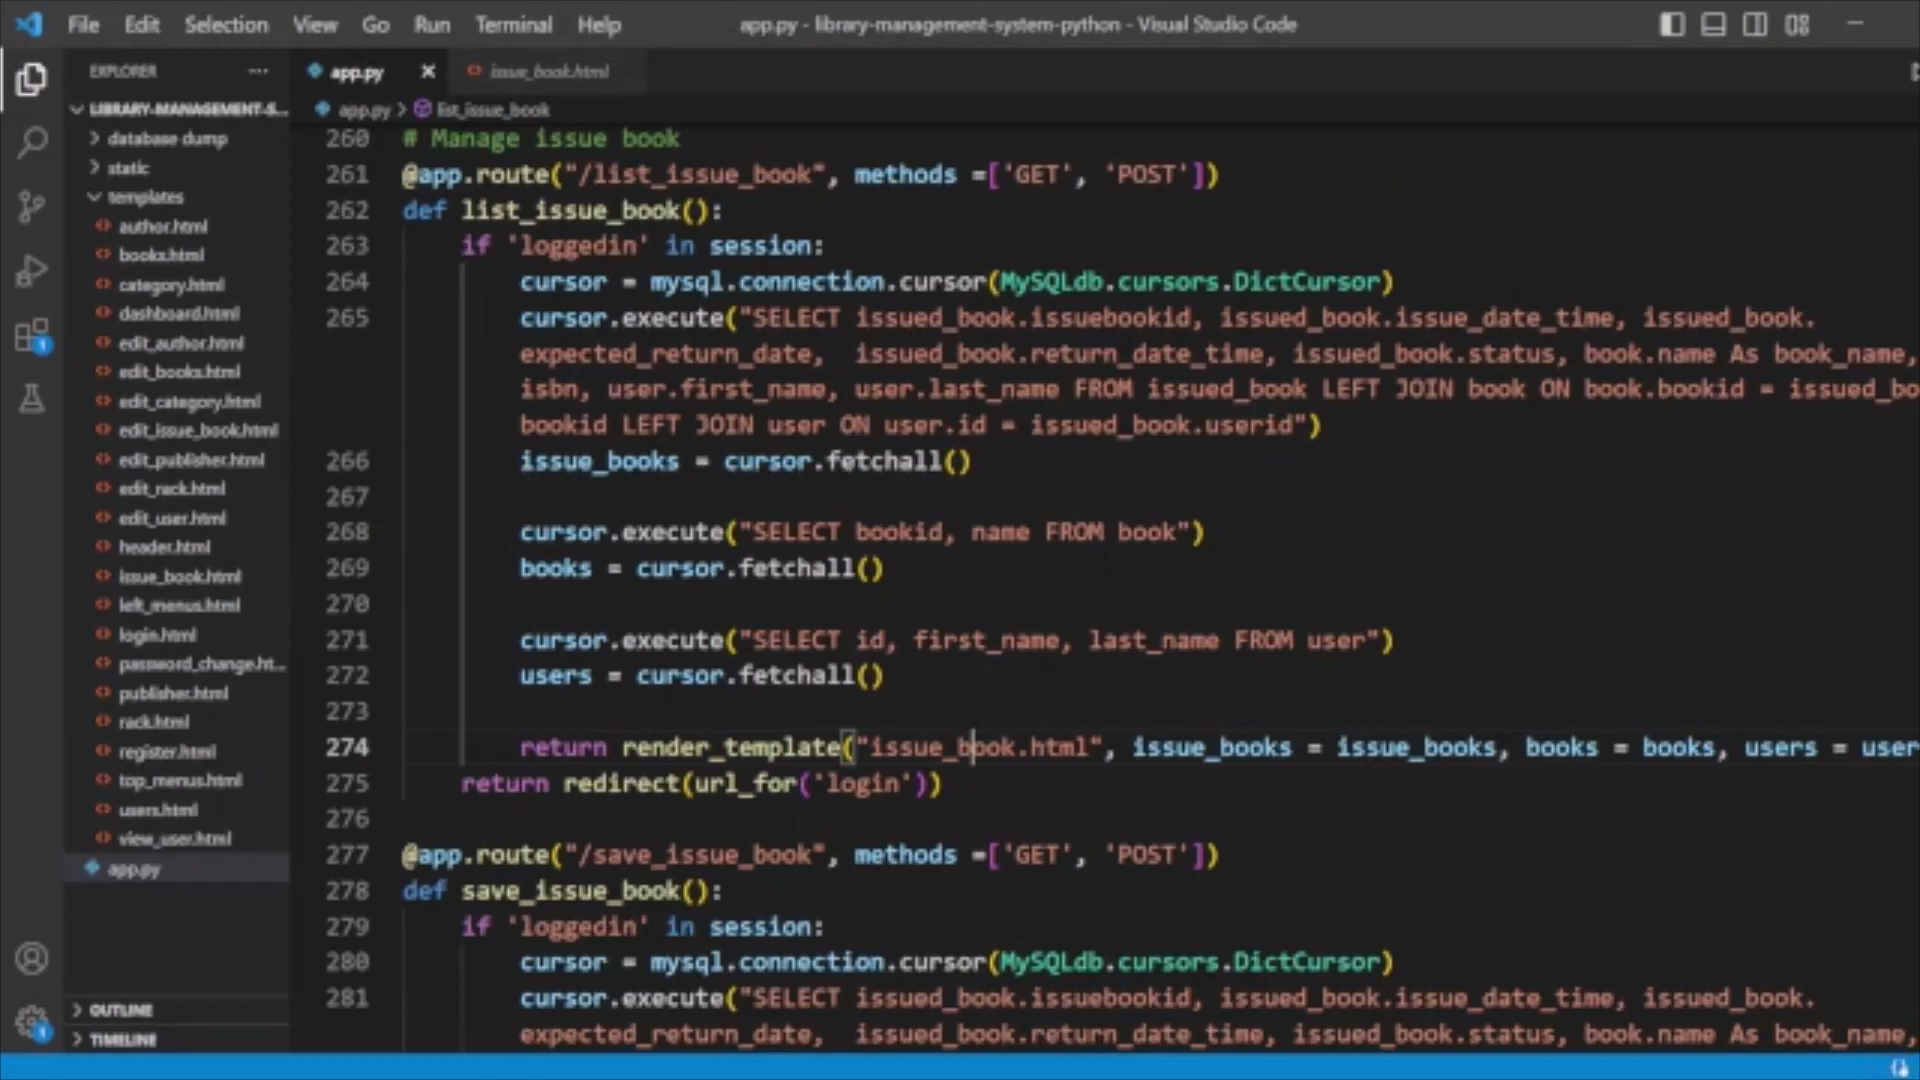 File Edit Selection View Go Run Terminal Help app.py - library-management-system-python - Visual Studio Code
EXPLORER ···
app.py
issue_book.html
LIBRARY-MANAGEMENT-S...
database dump
static
templates
author.html
books.html
category.html
dashboard.html
edit_author.html
edit_books.html
edit_category.html
edit_issue_book.html
edit_publisher.html
edit_rack.html
edit_user.html
header.html
issue_book.html
left_menus.html
login.html
password_change.ht...
publisher.html
rack.html
register.html
top_menus.html
users.html
view_user.html
app.py
OUTLINE
TIMELINE
app.py > list_issue_book
260 # Manage issue book
261 @app.route("/list_issue_book", methods =['GET', 'POST'])
262 def list_issue_book():
263 if 'loggedin' in session:
264 cursor = mysql.connection.cursor(MySQLdb.cursors.DictCursor)
265 cursor.execute("SELECT issued_book.issuebookid, issued_book.issue_date_time, issued_book.
expected_return_date,  issued_book.return_date_time, issued_book.status, book.name As book_name,
isbn, user.first_name, user.last_name FROM issued_book LEFT JOIN book ON book.bookid = issued_bo
bookid LEFT JOIN user ON user.id = issued_book.userid")
266 issue_books = cursor.fetchall()
267
268 cursor.execute("SELECT bookid, name FROM book")
269 books = cursor.fetchall()
270
271 cursor.execute("SELECT id, first_name, last_name FROM user")
272 users = cursor.fetchall()
273
274 return render_template("issue_book.html", issue_books = issue_books, books = books, users = user
275 return redirect(url_for('login'))
276
277 @app.route("/save_issue_book", methods =['GET', 'POST'])
278 def save_issue_book():
279 if 'loggedin' in session:
280 cursor = mysql.connection.cursor(MySQLdb.cursors.DictCursor)
281 cursor.execute("SELECT issued_book.issuebookid, issued_book.issue_date_time, issued_book.
expected_return_date,  issued_book.return_date_time, issued_book.status, book.name As book_name,